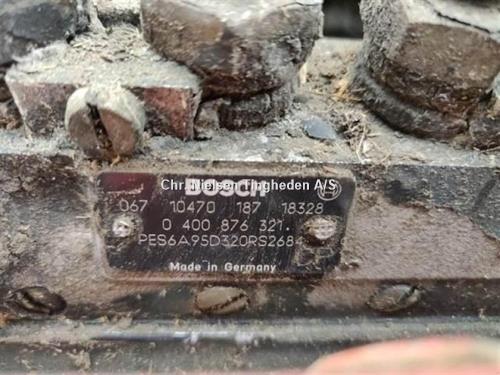 BOSCH
Chr. Nielsen Tingheden A/S
067 10470 187 18328
0 400 876 321.
PES6A95D320RS2684
Made in Germany